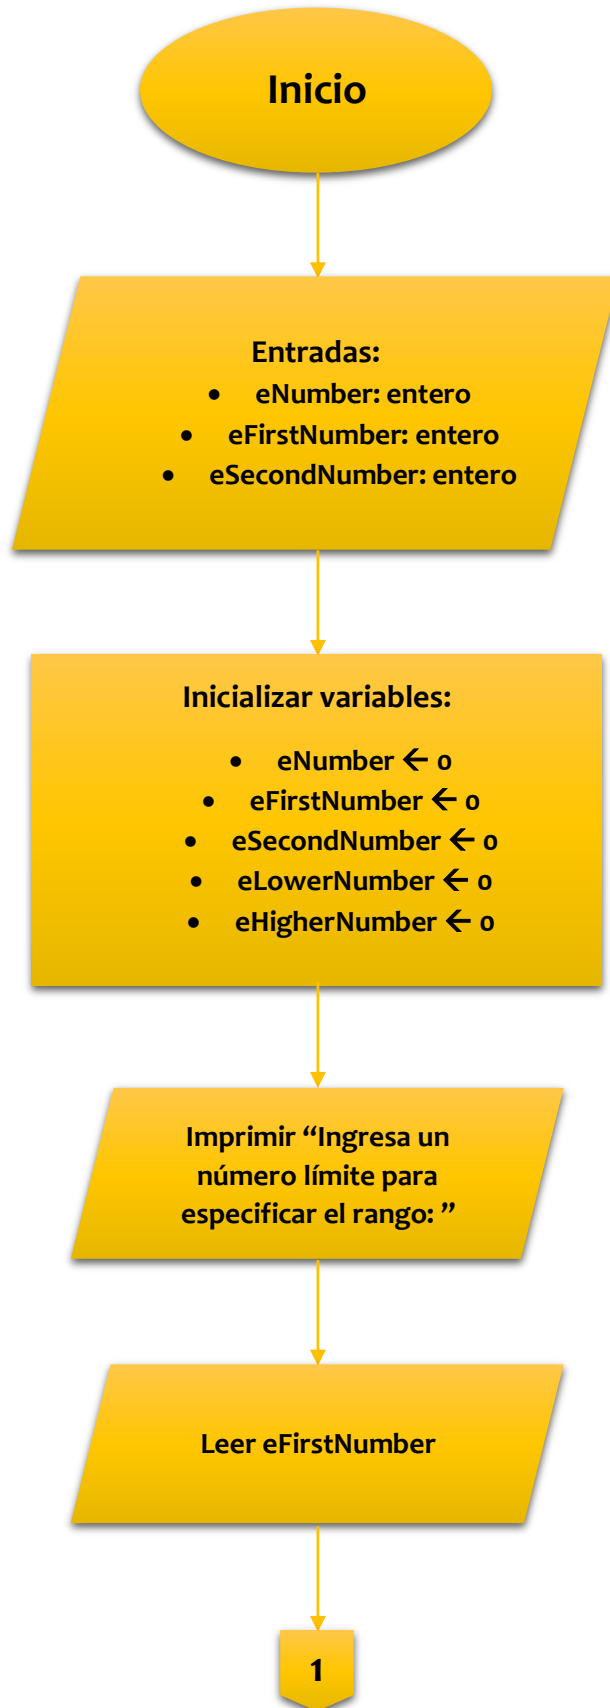 Inicio
Entradas:
• eNumber: entero
• eFirstNumber: entero
• eSecondNumber: entero
Inicializar variables:
• eNumber ← 0
• eFirstNumber ← 0
• eSecondNumber ← 0
• eLowerNumber ← 0
• eHigherNumber ← 0
Imprimir “Ingresa un
número límite para
especificar el rango: ”
Leer eFirstNumber
1